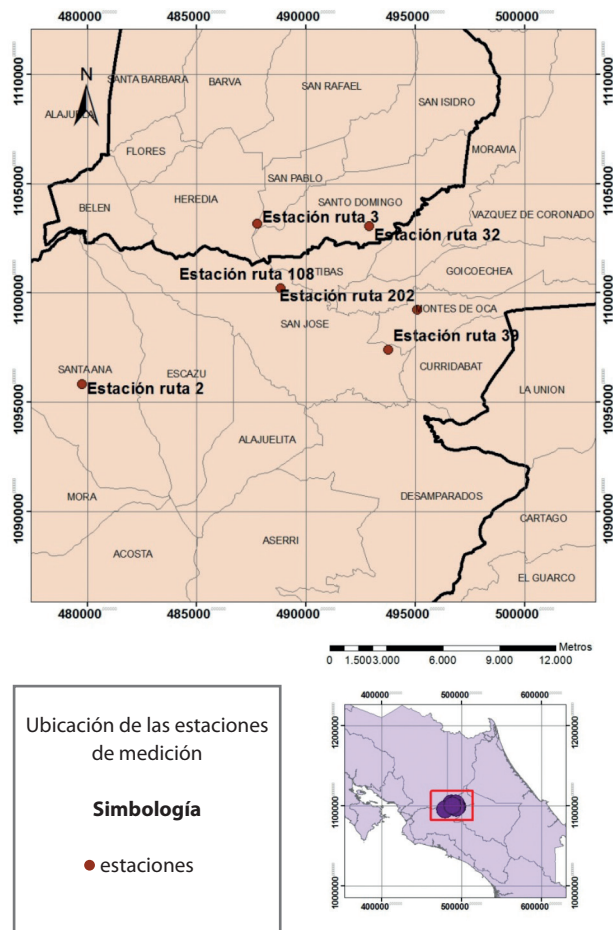 480000 485000 490000 495000 500000
1110000
1105000
1100000
1095000
1090000
N
SANTA BARBARA
BARVA
SAN RAFAEL
ALAJUELA
SAN ISIDRO
FLORES
MORAVIA
SAN PABLO
BELEN
HEREDIA
SANTO DOMINGO
VAZQUEZ DE CORONADO
Estación ruta 3
Estación ruta 32
Estación ruta 108
TIBAS
GOICOECHEA
Estación ruta 202
MONTES DE OCA
SAN JOSE
Estación ruta 39
SANTA ANA
ESCAZU
CURRIDABAT
Estación ruta 2
LA UNION
ALAJUELITA
MORA
DESAMPARADOS
CARTAGO
ACOSTA
ASERRI
EL GUARCO
1110000
1105000
1100000
1095000
1090000
480000 485000 490000 495000 500000
Metros
0 1.500 3.000 6.000 9.000 12.000
Ubicación de las estaciones
de medición
Simbología
estaciones
400000 500000 600000
1200000
1100000
1000000
1200000
1100000
1000000
400000 500000 600000